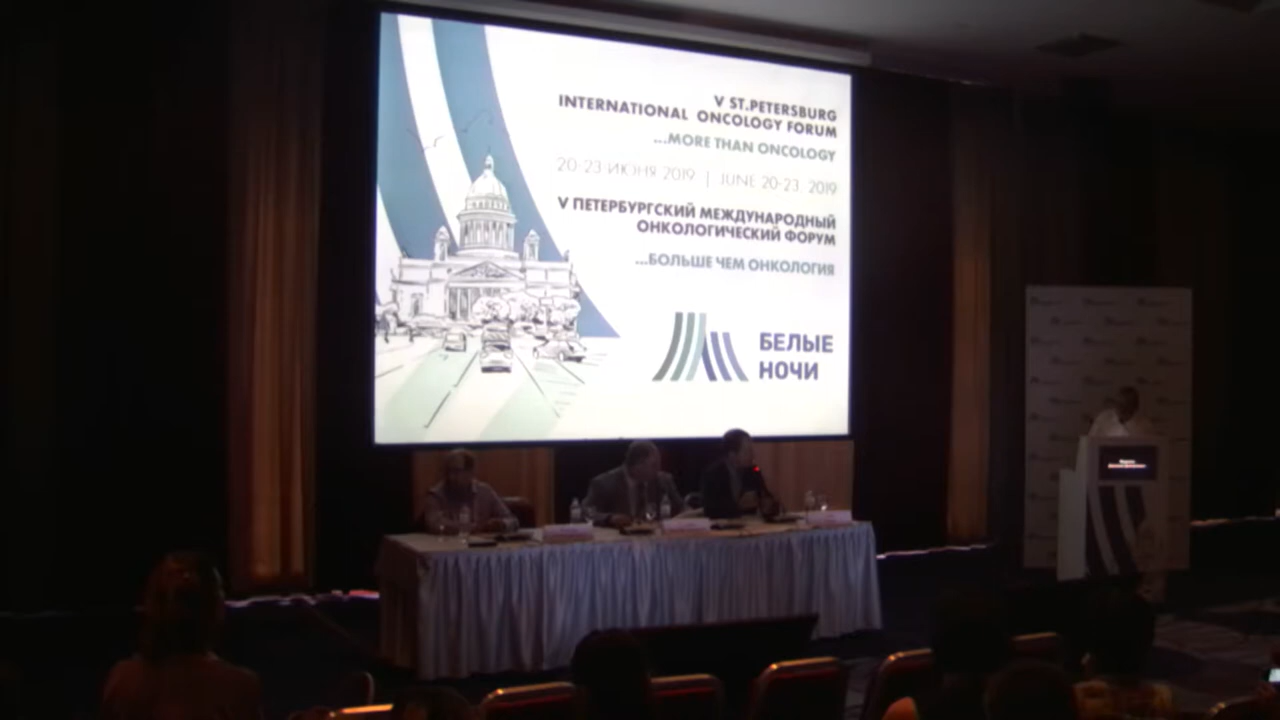 V ST.PETERSBURG
INTERNATIONAL ONCOLOGY FORUM
...MORE THAN ONCOLOGY
20-23 ИЮНЯ 2019 | JUNE 20-23, 2019
V ПЕТЕРБУРГСКИЙ МЕЖДУНАРОДНЫЙ
ОНКОЛОГИЧЕСКИЙ ФОРУМ
...БОЛЬШЕ ЧЕМ ОНКОЛОГИЯ
БЕЛЫЕ
НОЧИ